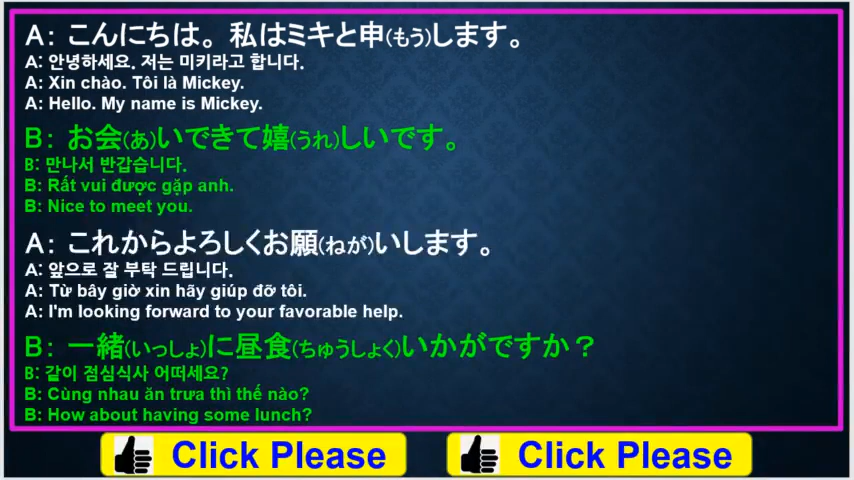 A: こんにちは。私はミキと申(もう)します。
A: 안녕하세요. 저는 미키라고 합니다.
A: Xin chào. Tôi là Mickey.
A: Hello. My name is Mickey.
B: お会(あ)いできて嬉(うれ)しいです。
B: 만나서 반갑습니다.
B: Rất vui được gặp anh.
B: Nice to meet you.
A: これからよろしくお願(ねが)いします。
A: 앞으로 잘 부탁 드립니다.
A: Từ bây giờ xin hãy giúp đỡ tôi.
A: I'm looking forward to your favorable help.
B: 一緒(いっしょ)に昼食(ちゅうしょく)いかがですか？
B: 같이 점심식사 어떠세요?
B: Cùng nhau ăn trưa thì thế nào?
B: How about having some lunch?
Click Please
Click Please